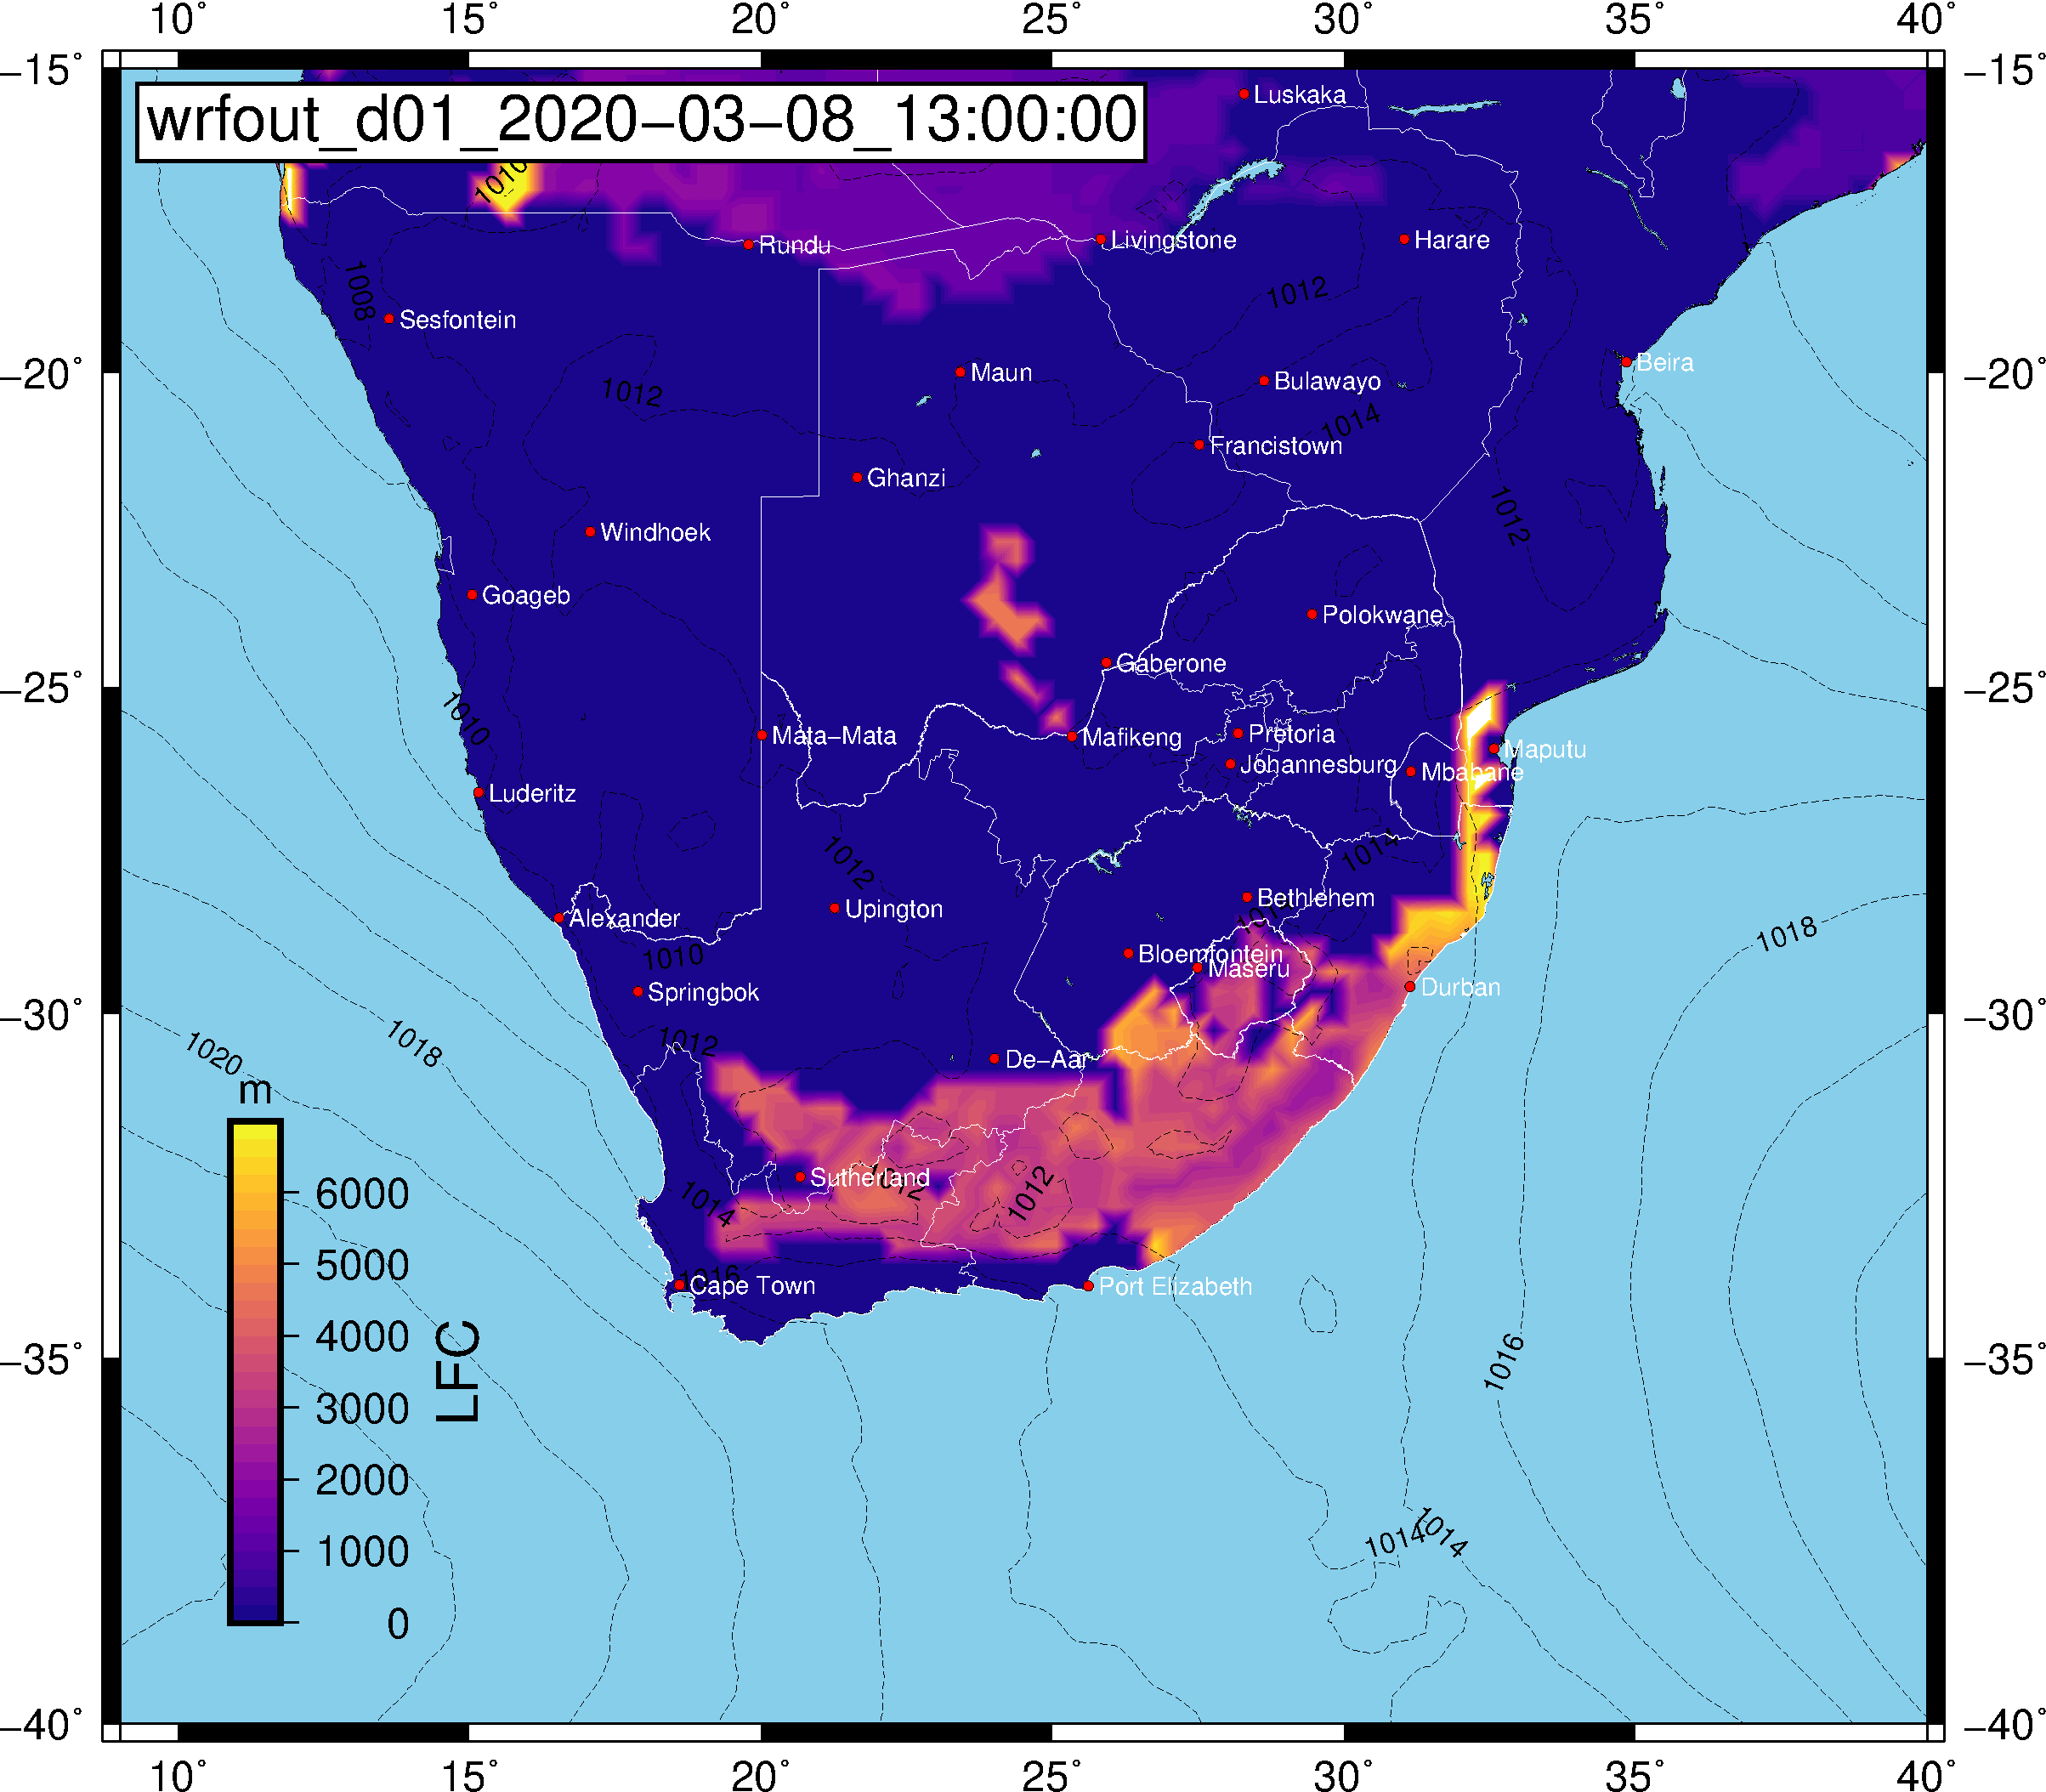 10° 15° 20° 25° 30° 35° 40°
−15° −15°
wrfout_d01_2020−03−08_13:00:00
Luskaka
1010
Rundu
Livingstone
Harare
1008
1012
Sesfontein
Beira
−20° −20°
Maun
Bulawayo
1012
1014
Francistown
Ghanzi
1012
Windhoek
Goageb
Polokwane
Gaberone
−25° −25°
1010
Mata−Mata
Mafikeng
Pretoria
Maputu
Johannesburg
Mbabane
Luderitz
1012
1014
Bethlehem
Upington
Alexander
1018
Bloemfontein
Maseru
1010
Springbok
Durban
−30° −30°
1012
1018
1020
De−Aar
m
Sutherland
1012
1012
1014
6000
5000
1016
Cape Town
Port Elizabeth
4000
LFC
−35° −35°
1016
3000
2000
1014
1014
1000
0
−40° −40°
10° 15° 20° 25° 30° 35° 40°